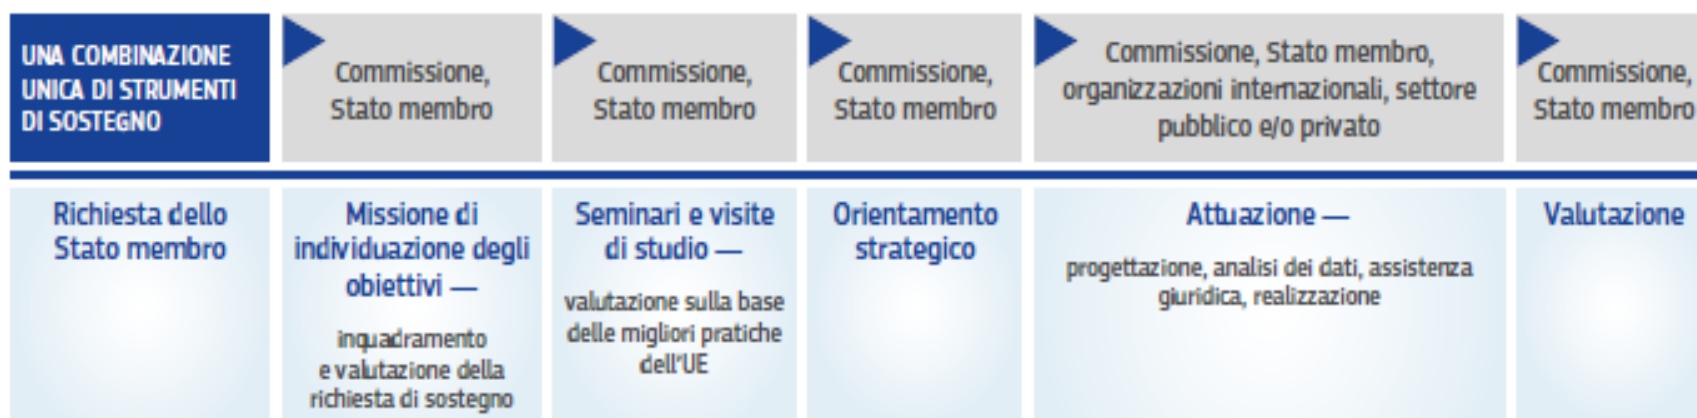 UNA COMBINAZIONE
UNICA DI STRUMENTI
DI SOSTEGNO
Commissione,
Stato membro
Commissione,
Stato membro
Commissione,
Stato membro
Commissione, Stato membro,
organizzazioni internazionali, settore
pubblico e/o privato
Commissione,
Stato membro
Richiesta dello
Stato membro
Missione di
individuazione degli
obiettivi —
inquadramento
e valutazione della
richiesta di sostegno
Seminari e visite
di studio —
valutazione sulla base
delle migliori pratiche
dell'UE
Orientamento
strategico
Attuazione —
progettazione, analisi dei dati, assistenza
giuridica, realizzazione
Valutazione